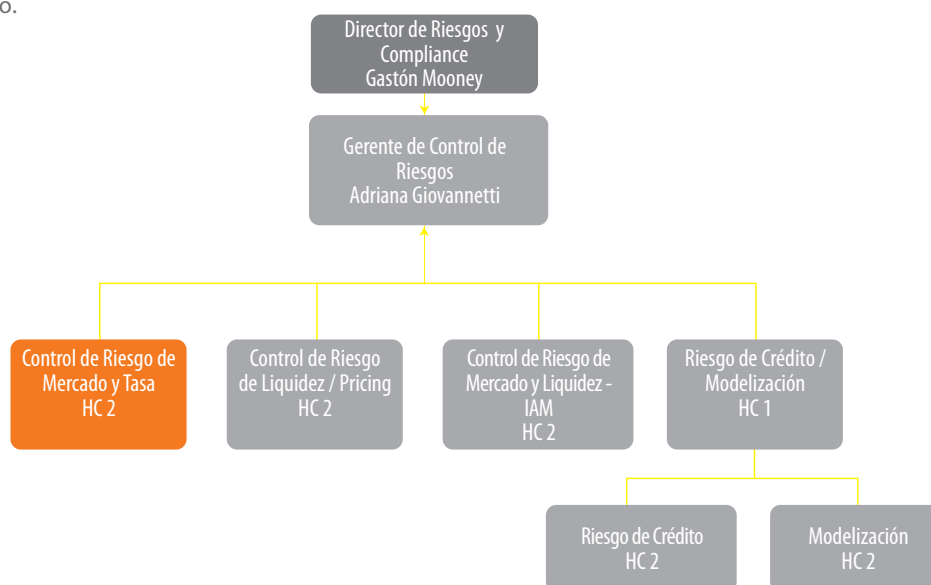 o.
Director de Riesgos y
Compliance
Gastón Mooney
Gerente de Control de
Riesgos
Adriana Giovannetti
Control de Riesgo de
Mercado y Tasa
HC 2
Control de Riesgo
de Liquidez / Pricing
HC 2
Control de Riesgo de
Mercado y Liquidez -
IAM
HC 2
Riesgo de Crédito /
Modelización
HC 1
Riesgo de Crédito
HC 2
Modelización
HC 2